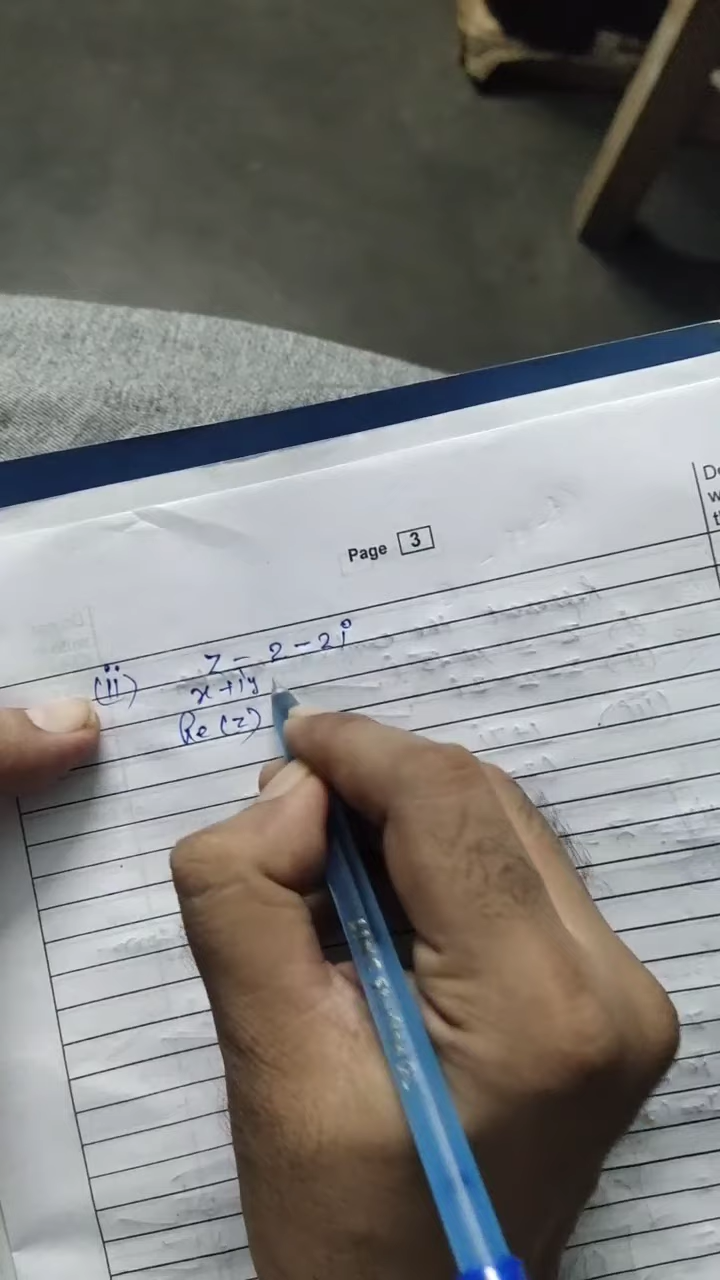 Page 3
(ii) z = 2 - 2i
x + iy
Re (z)